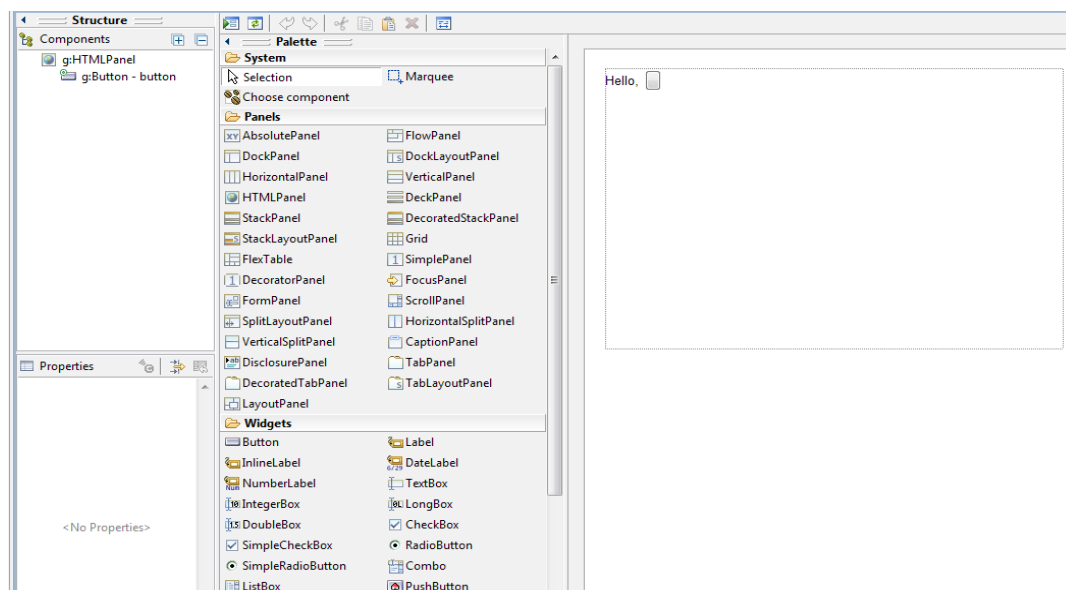 Structure
Components
g:HTMLPanel
g:Button - button
Properties
<No Properties>
Palette
System
Selection Marquee
Choose component
Panels
AbsolutePanel FlowPanel
DockPanel DockLayoutPanel
HorizontalPanel VerticalPanel
HTMLPanel DeckPanel
StackPanel DecoratedStackPanel
StackLayoutPanel Grid
FlexTable SimplePanel
DecoratorPanel FocusPanel
FormPanel ScrollPanel
SplitLayoutPanel HorizontalSplitPanel
VerticalSplitPanel CaptionPanel
DisclosurePanel TabPanel
DecoratedTabPanel TabLayoutPanel
LayoutPanel
Widgets
Button Label
InlineLabel DateLabel
NumberLabel TextBox
IntegerBox LongBox
DoubleBox CheckBox
SimpleCheckBox RadioButton
SimpleRadioButton Combo
ListBox PushButton
Hello,